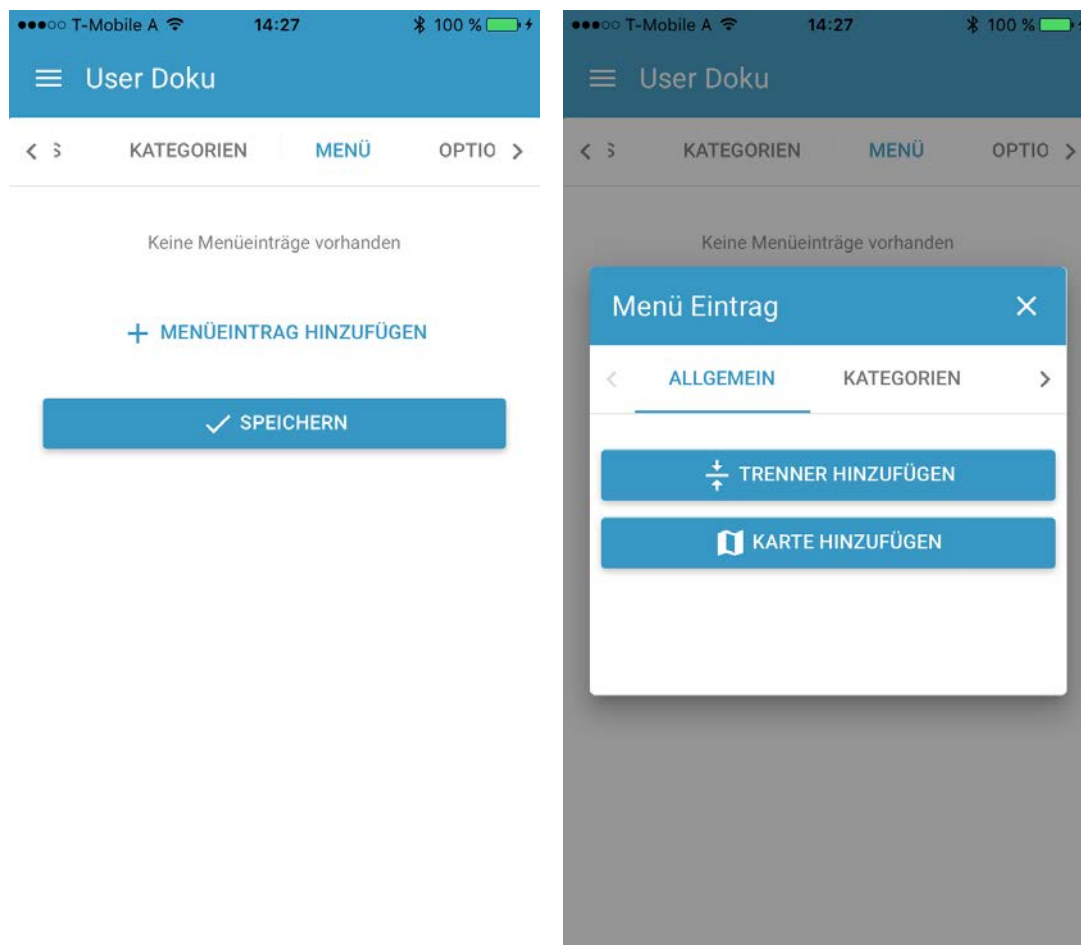 T-Mobile A 14:27 100 %
User Doku
S KATEGORIEN MENÜ OPTIO
Keine Menüeinträge vorhanden
MENÜEINTRAG HINZUFÜGEN
SPEICHERN
T-Mobile A 14:27 100 %
User Doku
S KATEGORIEN MENÜ OPTIO
Keine Menüeinträge vorhanden
Menü Eintrag
ALLGEMEIN KATEGORIEN
TRENNER HINZUFÜGEN
KARTE HINZUFÜGEN